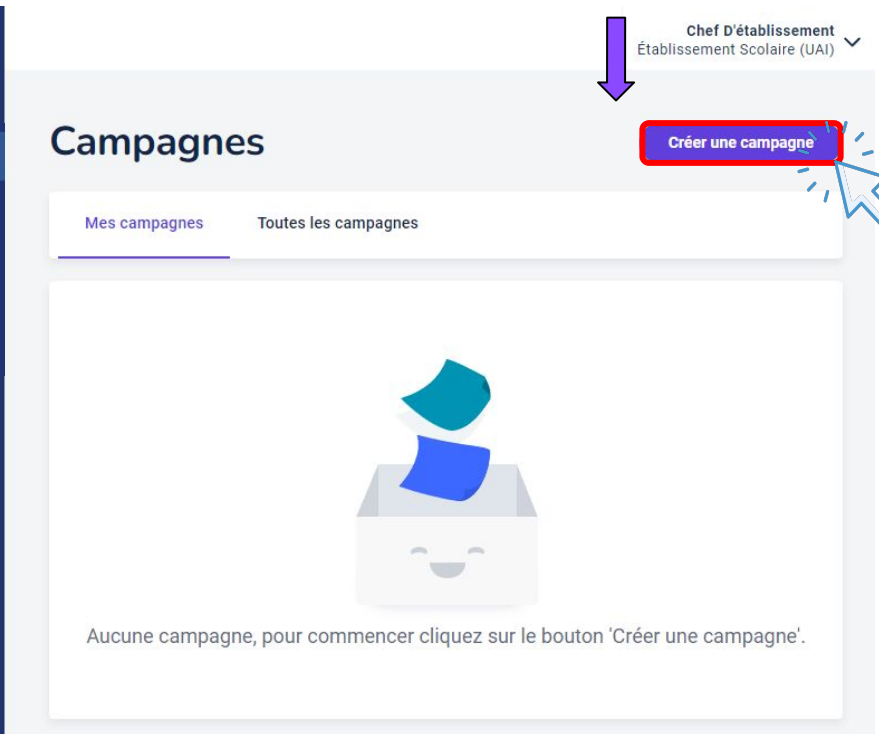 Chef D'établissement
Établissement Scolaire (UAI)
Campagnes
Créer une campagne
Mes campagnes
Toutes les campagnes
Aucune campagne, pour commencer cliquez sur le bouton 'Créer une campagne'.